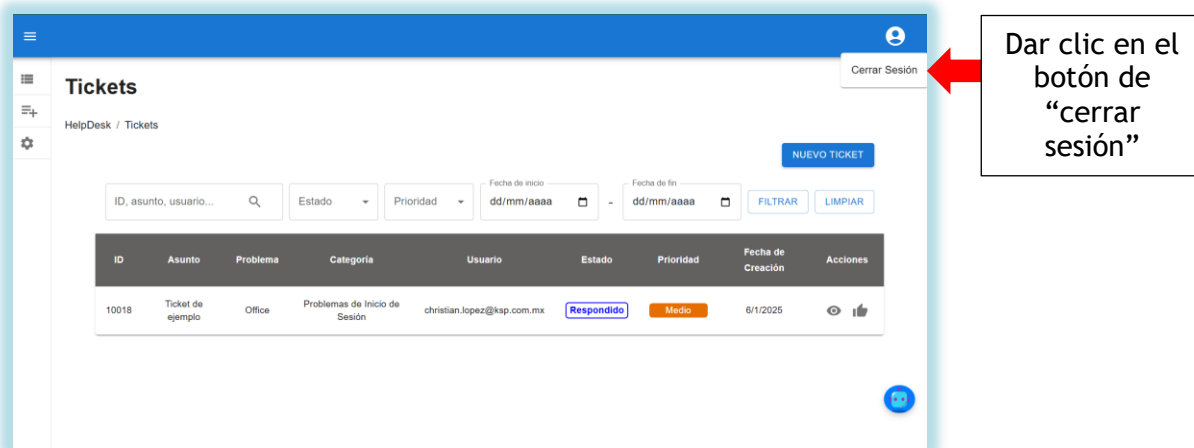 Cerrar Sesión
Dar clic en el
botón de
“cerrar
sesión”
Tickets
HelpDesk / Tickets
NUEVO TICKET
ID, asunto, usuario...
Estado
Prioridad
Fecha de inicio
dd/mm/aaaa
-
Fecha de fin
dd/mm/aaaa
FILTRAR
LIMPIAR
ID Asunto Problema Categoría Usuario Estado Prioridad Fecha de
Creación Acciones
10018 Ticket de
ejemplo Office Problemas de Inicio de
Sesión christian.lopez@ksp.com.mx Respondido Medio 6/1/2025